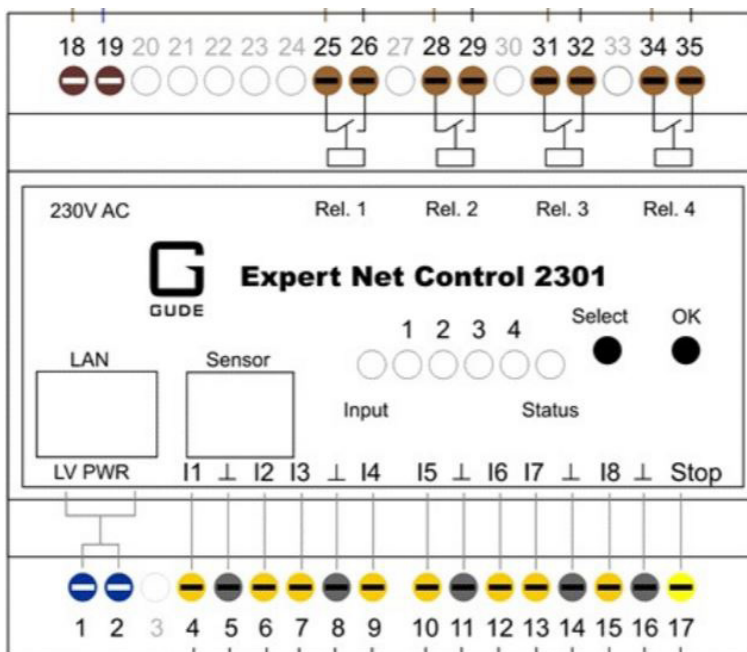 18 19 20 21 22 23 24 25 26 27 28 29 30 31 32 33 34 35
230V AC Rel. 1 Rel. 2 Rel. 3 Rel. 4
GUDE
Expert Net Control 2301
Select OK
1 2 3 4
LAN Sensor
Input Status
LV PWR I1 ⊥ I2 I3 ⊥ I4 I5 ⊥ I6 I7 ⊥ I8 ⊥ Stop
1 2 3 4 5 6 7 8 9 10 11 12 13 14 15 16 17